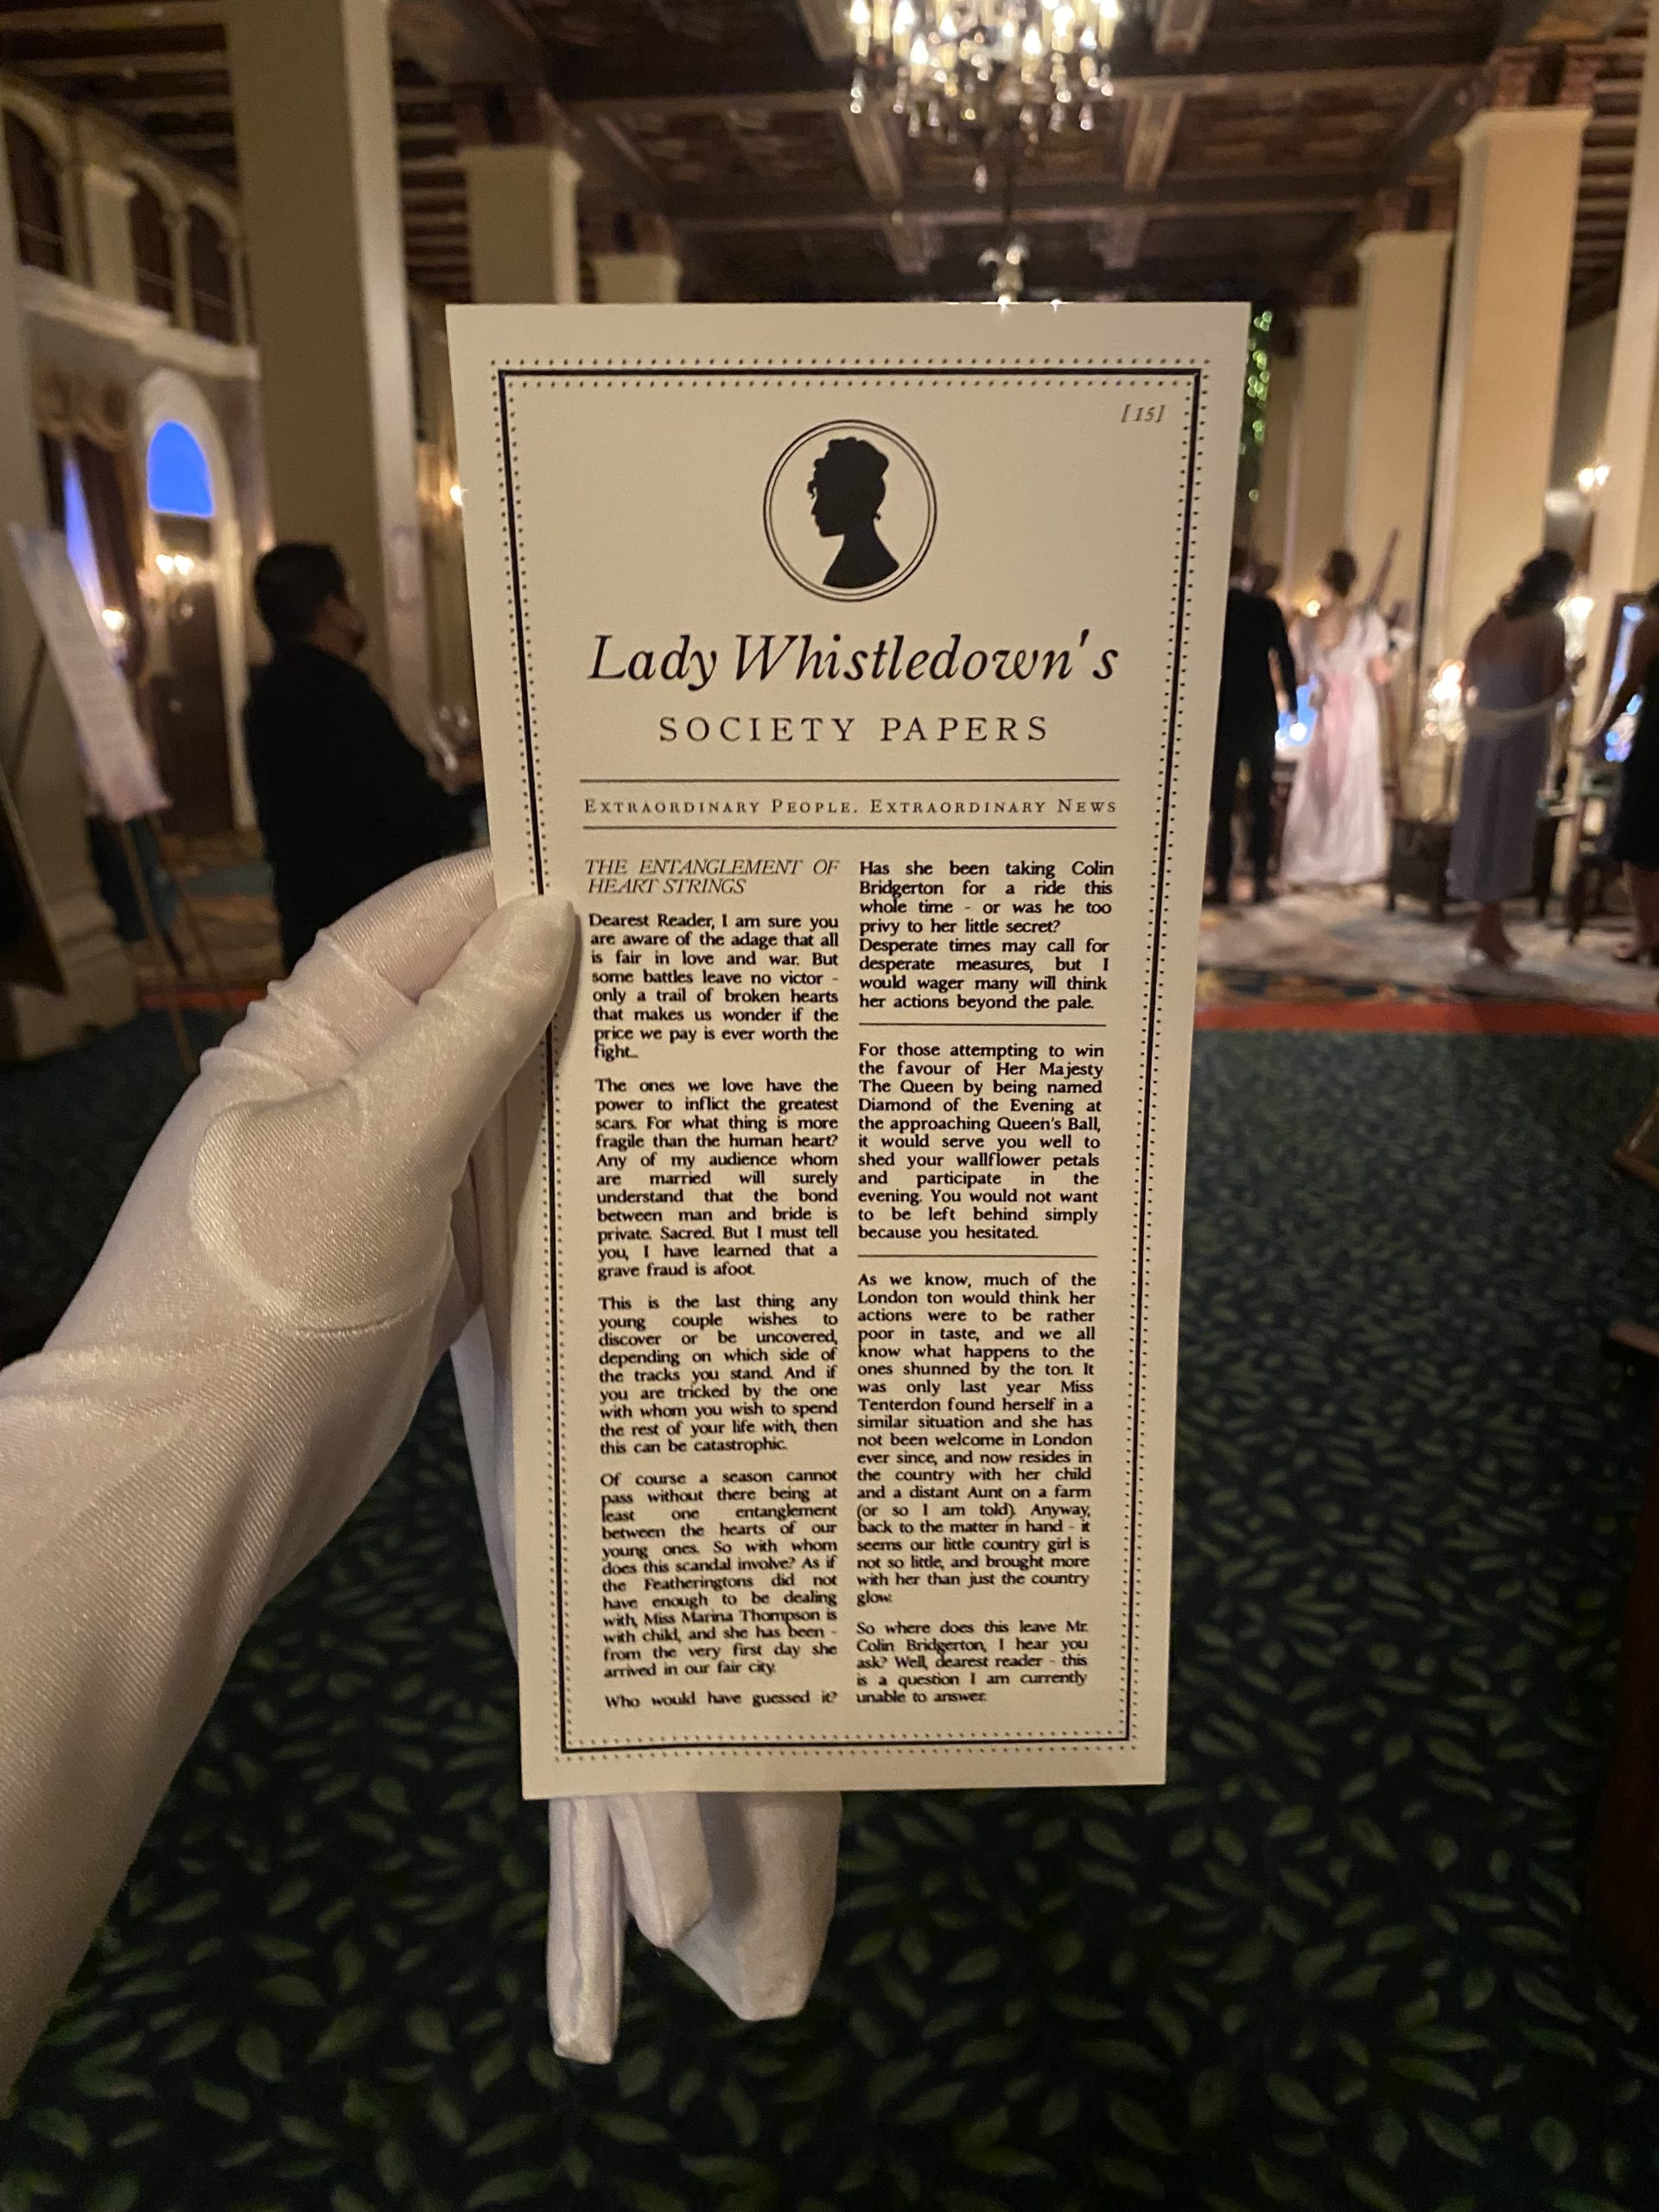 [15]
Lady Whistledown's
SOCIETY PAPERS
EXTRAORDINARY PEOPLE. EXTRAORDINARY NEWS
THE ENTANGLEMENT OF
HEART STRINGS
Dearest Reader, I am sure you
are aware of the adage that all
is fair in love and war. But
some battles leave no victor -
only a trail of broken hearts
that makes us wonder if the
price we pay is ever worth the
fight...
The ones we love have the
power to inflict the greatest
scars. For what thing is more
fragile than the human heart?
Any of my audience whom
are married will surely
understand that the bond
between man and bride is
private. Sacred. But I must tell
you, I have learned that a
grave fraud is afoot.
This is the last thing any
young couple wishes to
discover or be uncovered,
depending on which side of
the tracks you stand. And if
you are tricked by the one
with whom you wish to spend
the rest of your life with, then
this can be catastrophic.
Of course a season cannot
pass without there being at
least one entanglement
between the hearts of our
young ones. So with whom
does this scandal involve? As if
the Featheringtons did not
have enough to be dealing
with, Miss Marina Thompson is
with child, and she has been -
from the very first day she
arrived in our fair city.
Who would have guessed it?
Has she been taking Colin
Bridgerton for a ride this
whole time - or was he too
privy to her little secret?
Desperate times may call for
desperate measures, but I
would wager many will think
her actions beyond the pale.
For those attempting to win
the favour of Her Majesty
The Queen by being named
Diamond of the Evening at
the approaching Queen's Ball,
it would serve you well to
shed your wallflower petals
and participate in the
evening. You would not want
to be left behind simply
because you hesitated.
As we know, much of the
London ton would think her
actions were to be rather
poor in taste, and we all
know what happens to the
ones shunned by the ton. It
was only last year Miss
Tenterdon found herself in a
similar situation and she has
not been welcome in London
ever since, and now resides in
the country with her child
and a distant Aunt on a farm
(or so I am told). Anyway,
back to the matter in hand - it
seems our little country girl is
not so little, and brought more
with her than just the country
glow.
So where does this leave Mr.
Colin Bridgerton, I hear you
ask? Well, dearest reader - this
is a question I am currently
unable to answer.